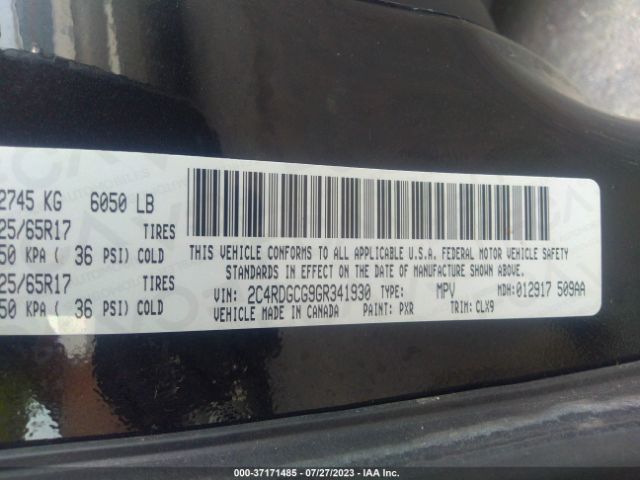 2745 KG 6050 LB
25/65R17 TIRES
50 KPA ( 36 PSI) COLD
25/65R17 TIRES
50 KPA ( 36 PSI) COLD
THIS VEHICLE CONFORMS TO ALL APPLICABLE U.S.A. FEDERAL MOTOR VEHICLE SAFETY
STANDARDS IN EFFECT ON THE DATE OF MANUFACTURE SHOWN ABOVE.
VIN: 2C4RDGCG9GR341930 TYPE: MPV MDH: 012917 509AA
VEHICLE MADE IN CANADA PAINT: PXR TRIM: CLX9
000-37171485 - 07/27/2023 - IAA Inc.